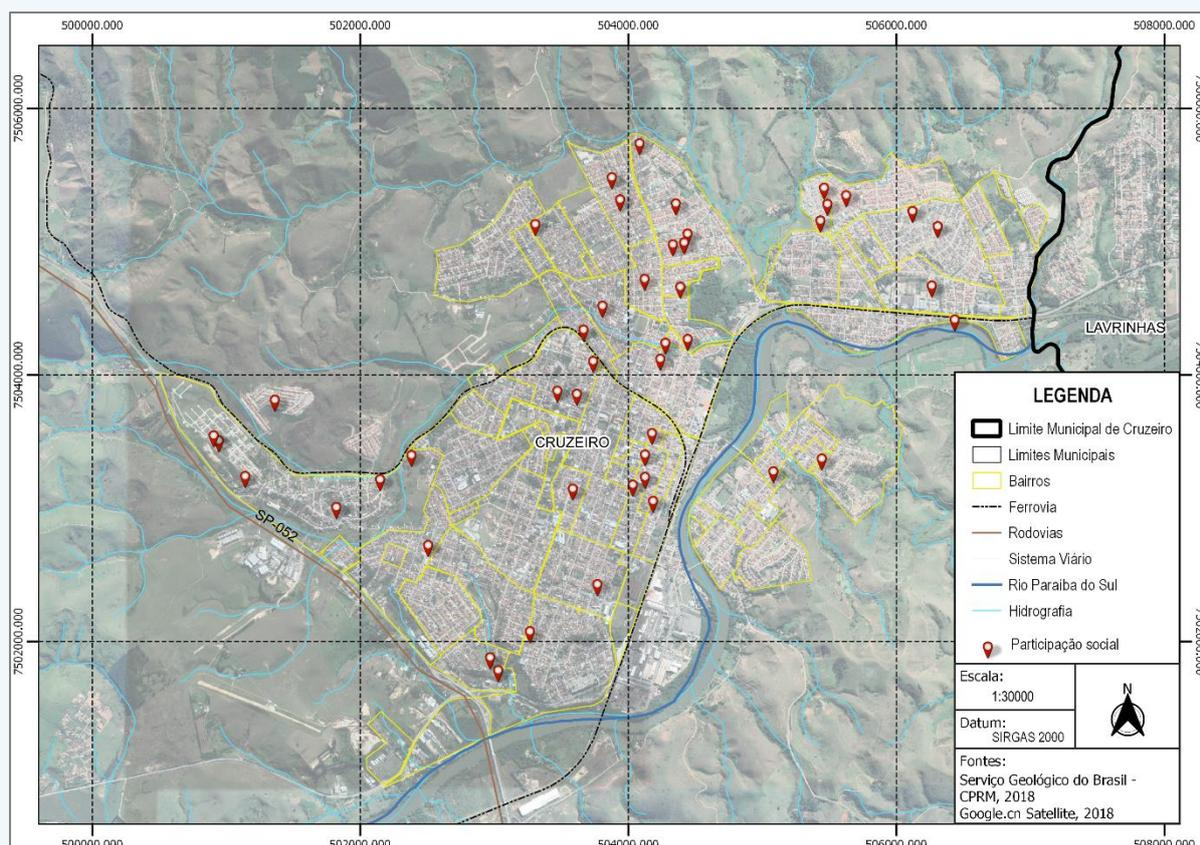 500000.000 502000.000 504000.000 506000.000 508000.000
7506000.000
7504000.000
7502000.000
LAVRINHAS
CRUZEIRO
SP-052
LEGENDA
Limite Municipal de Cruzeiro
Limites Municipais
Bairros
Ferrovia
Rodovias
Sistema Viário
Rio Paraiba do Sul
Hidrografia
Participação social
Escala:
1:30000
Datum:
SIRGAS 2000
N
Fontes:
Serviço Geológico do Brasil -
CPRM, 2018
Google.cn Satellite, 2018
500000.000 502000.000 504000.000 506000.000 508000.000